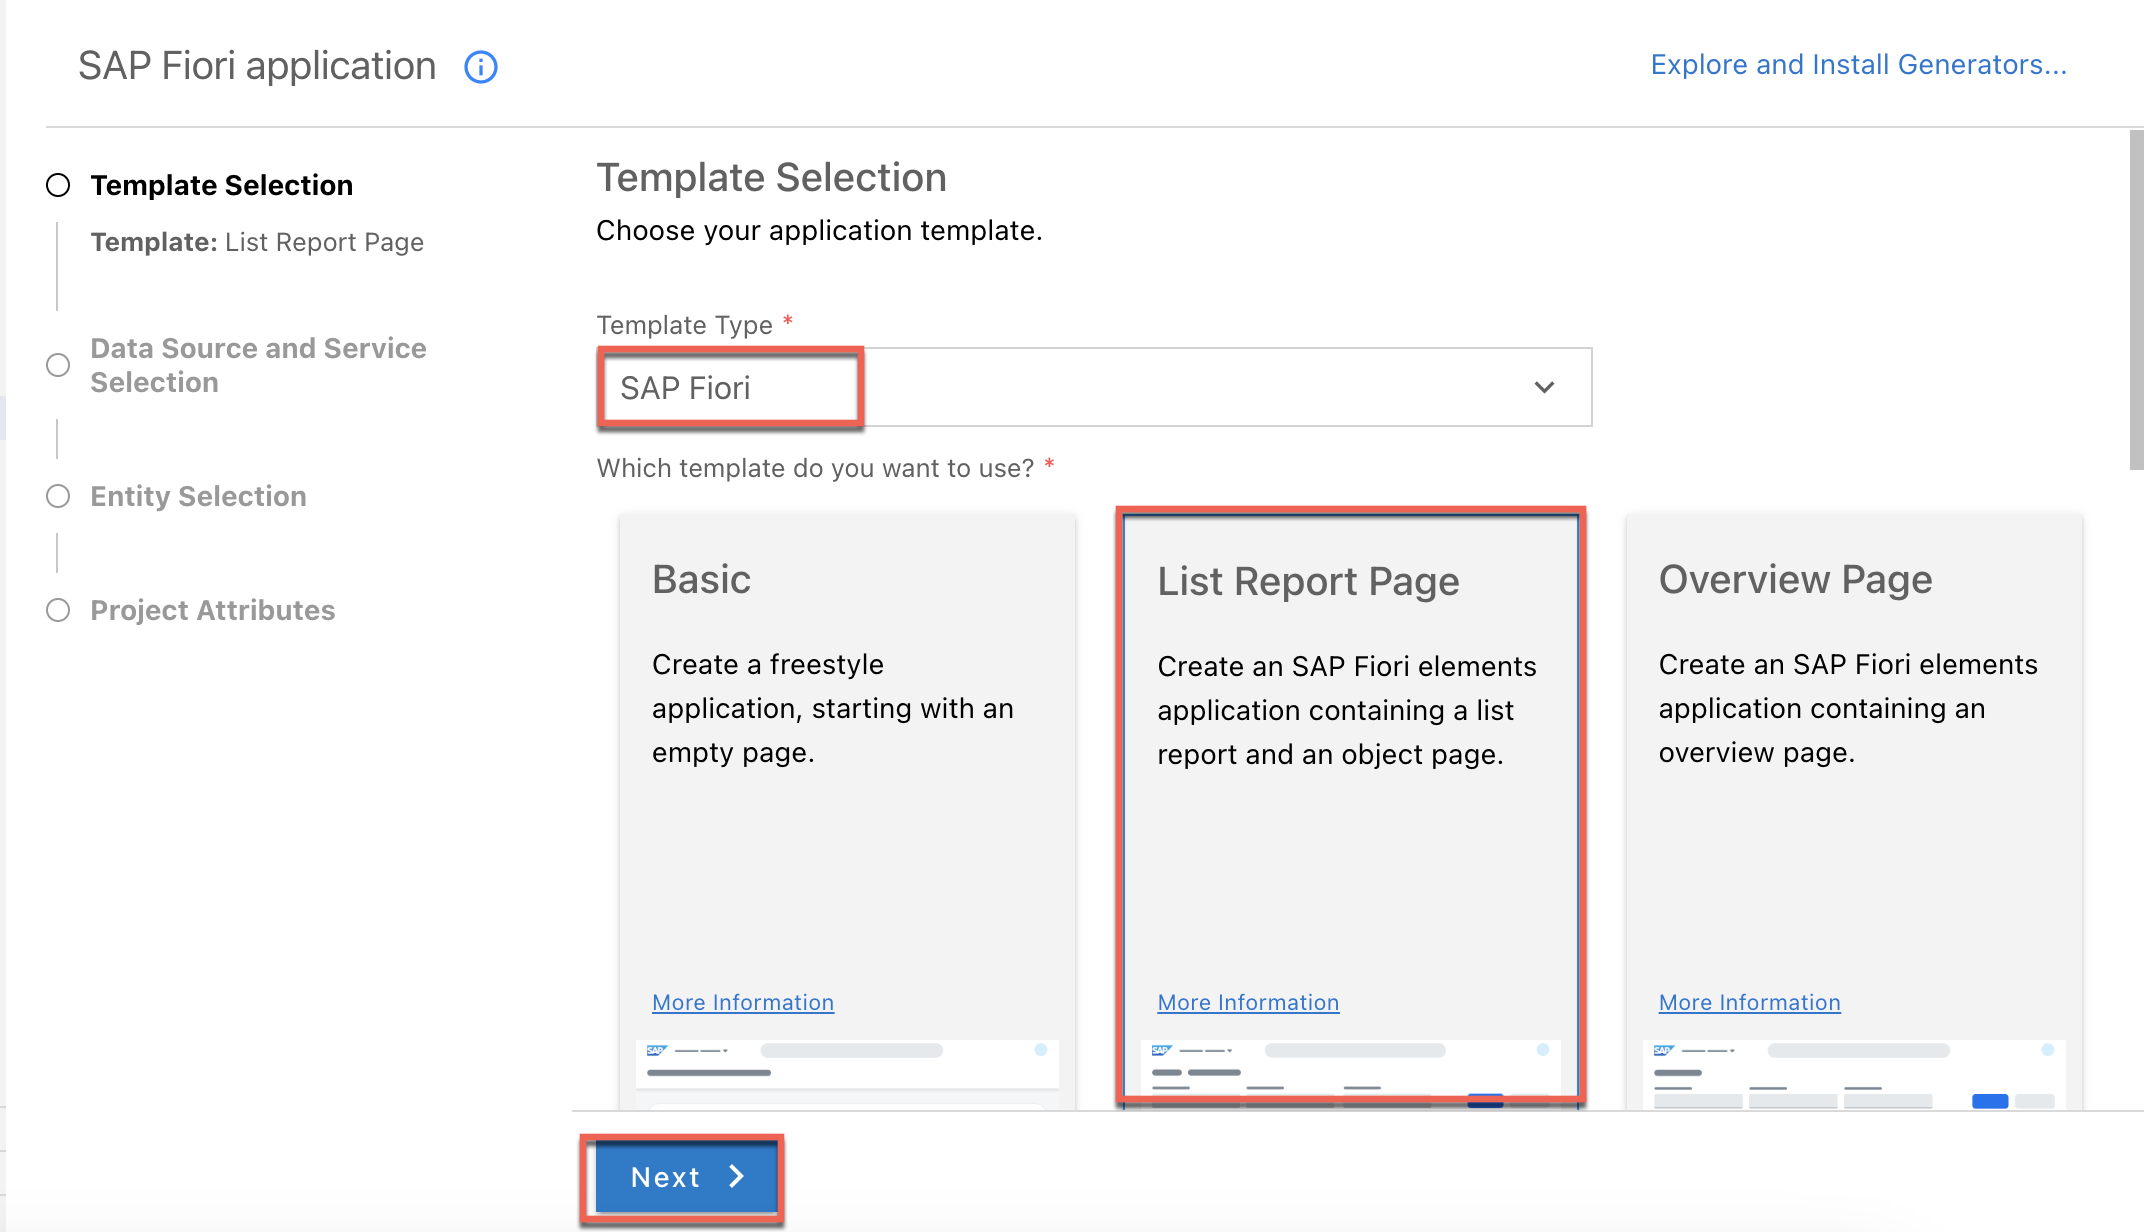 SAP Fiori application
Explore and Install Generators...
Template Selection
Template: List Report Page
Data Source and Service
Selection
Entity Selection
Project Attributes
Template Selection
Choose your application template.
Template Type *
SAP Fiori
Which template do you want to use? *
Basic
Create a freestyle
application, starting with an
empty page.
More Information
SAP
List Report Page
Create an SAP Fiori elements
application containing a list
report and an object page.
More Information
SAP
Overview Page
Create an SAP Fiori elements
application containing an
overview page.
More Information
SAP
Next